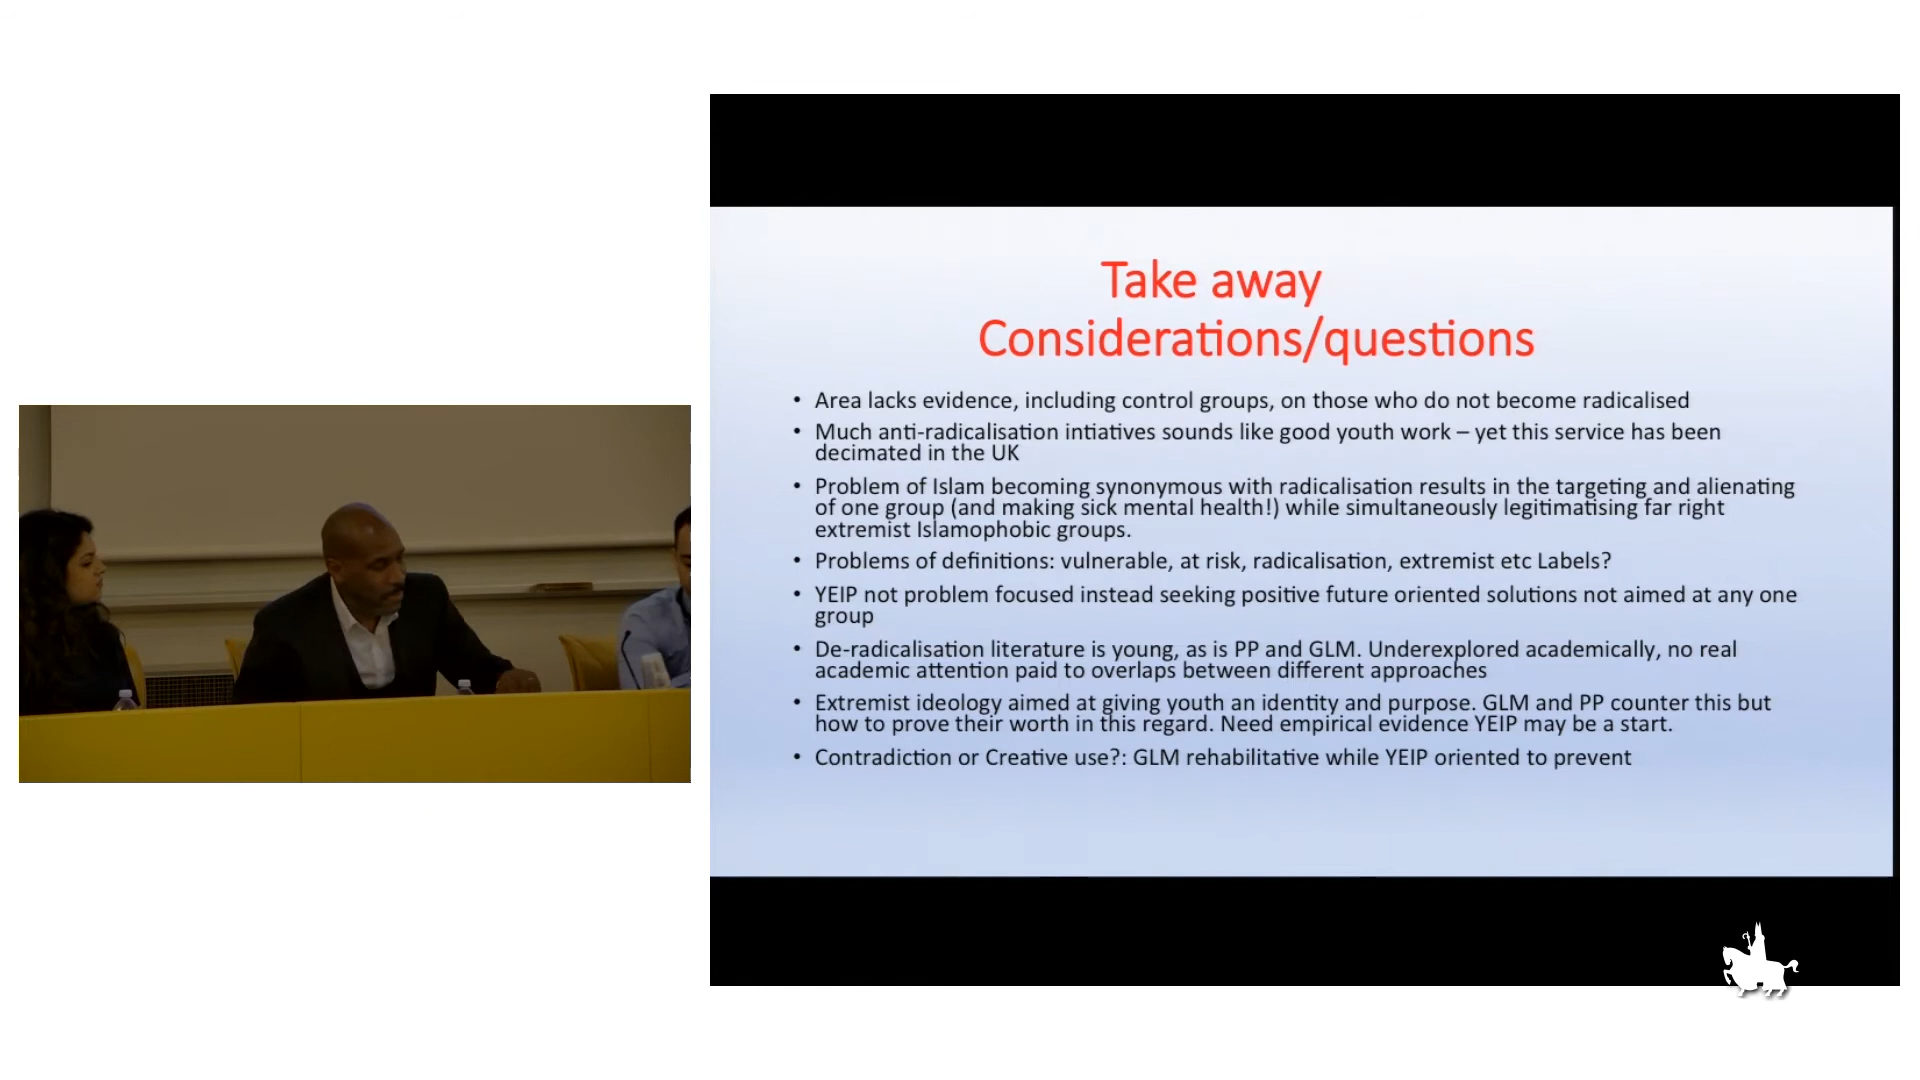 Take away
Considerations/questions
• Area lacks evidence, including control groups, on those who do not become radicalised
• Much anti-radicalisation intiatives sounds like good youth work – yet this service has been
decimated in the UK
• Problem of Islam becoming synonymous with radicalisation results in the targeting and alienating
of one group (and making sick mental health!) while simultaneously legitimatising far right
extremist Islamophobic groups.
• Problems of definitions: vulnerable, at risk, radicalisation, extremist etc Labels?
• YEIP not problem focused instead seeking positive future oriented solutions not aimed at any one
group
• De-radicalisation literature is young, as is PP and GLM. Underexplored academically, no real
academic attention paid to overlaps between different approaches
• Extremist ideology aimed at giving youth an identity and purpose. GLM and PP counter this but
how to prove their worth in this regard. Need empirical evidence YEIP may be a start.
• Contradiction or Creative use?: GLM rehabilitative while YEIP oriented to prevent